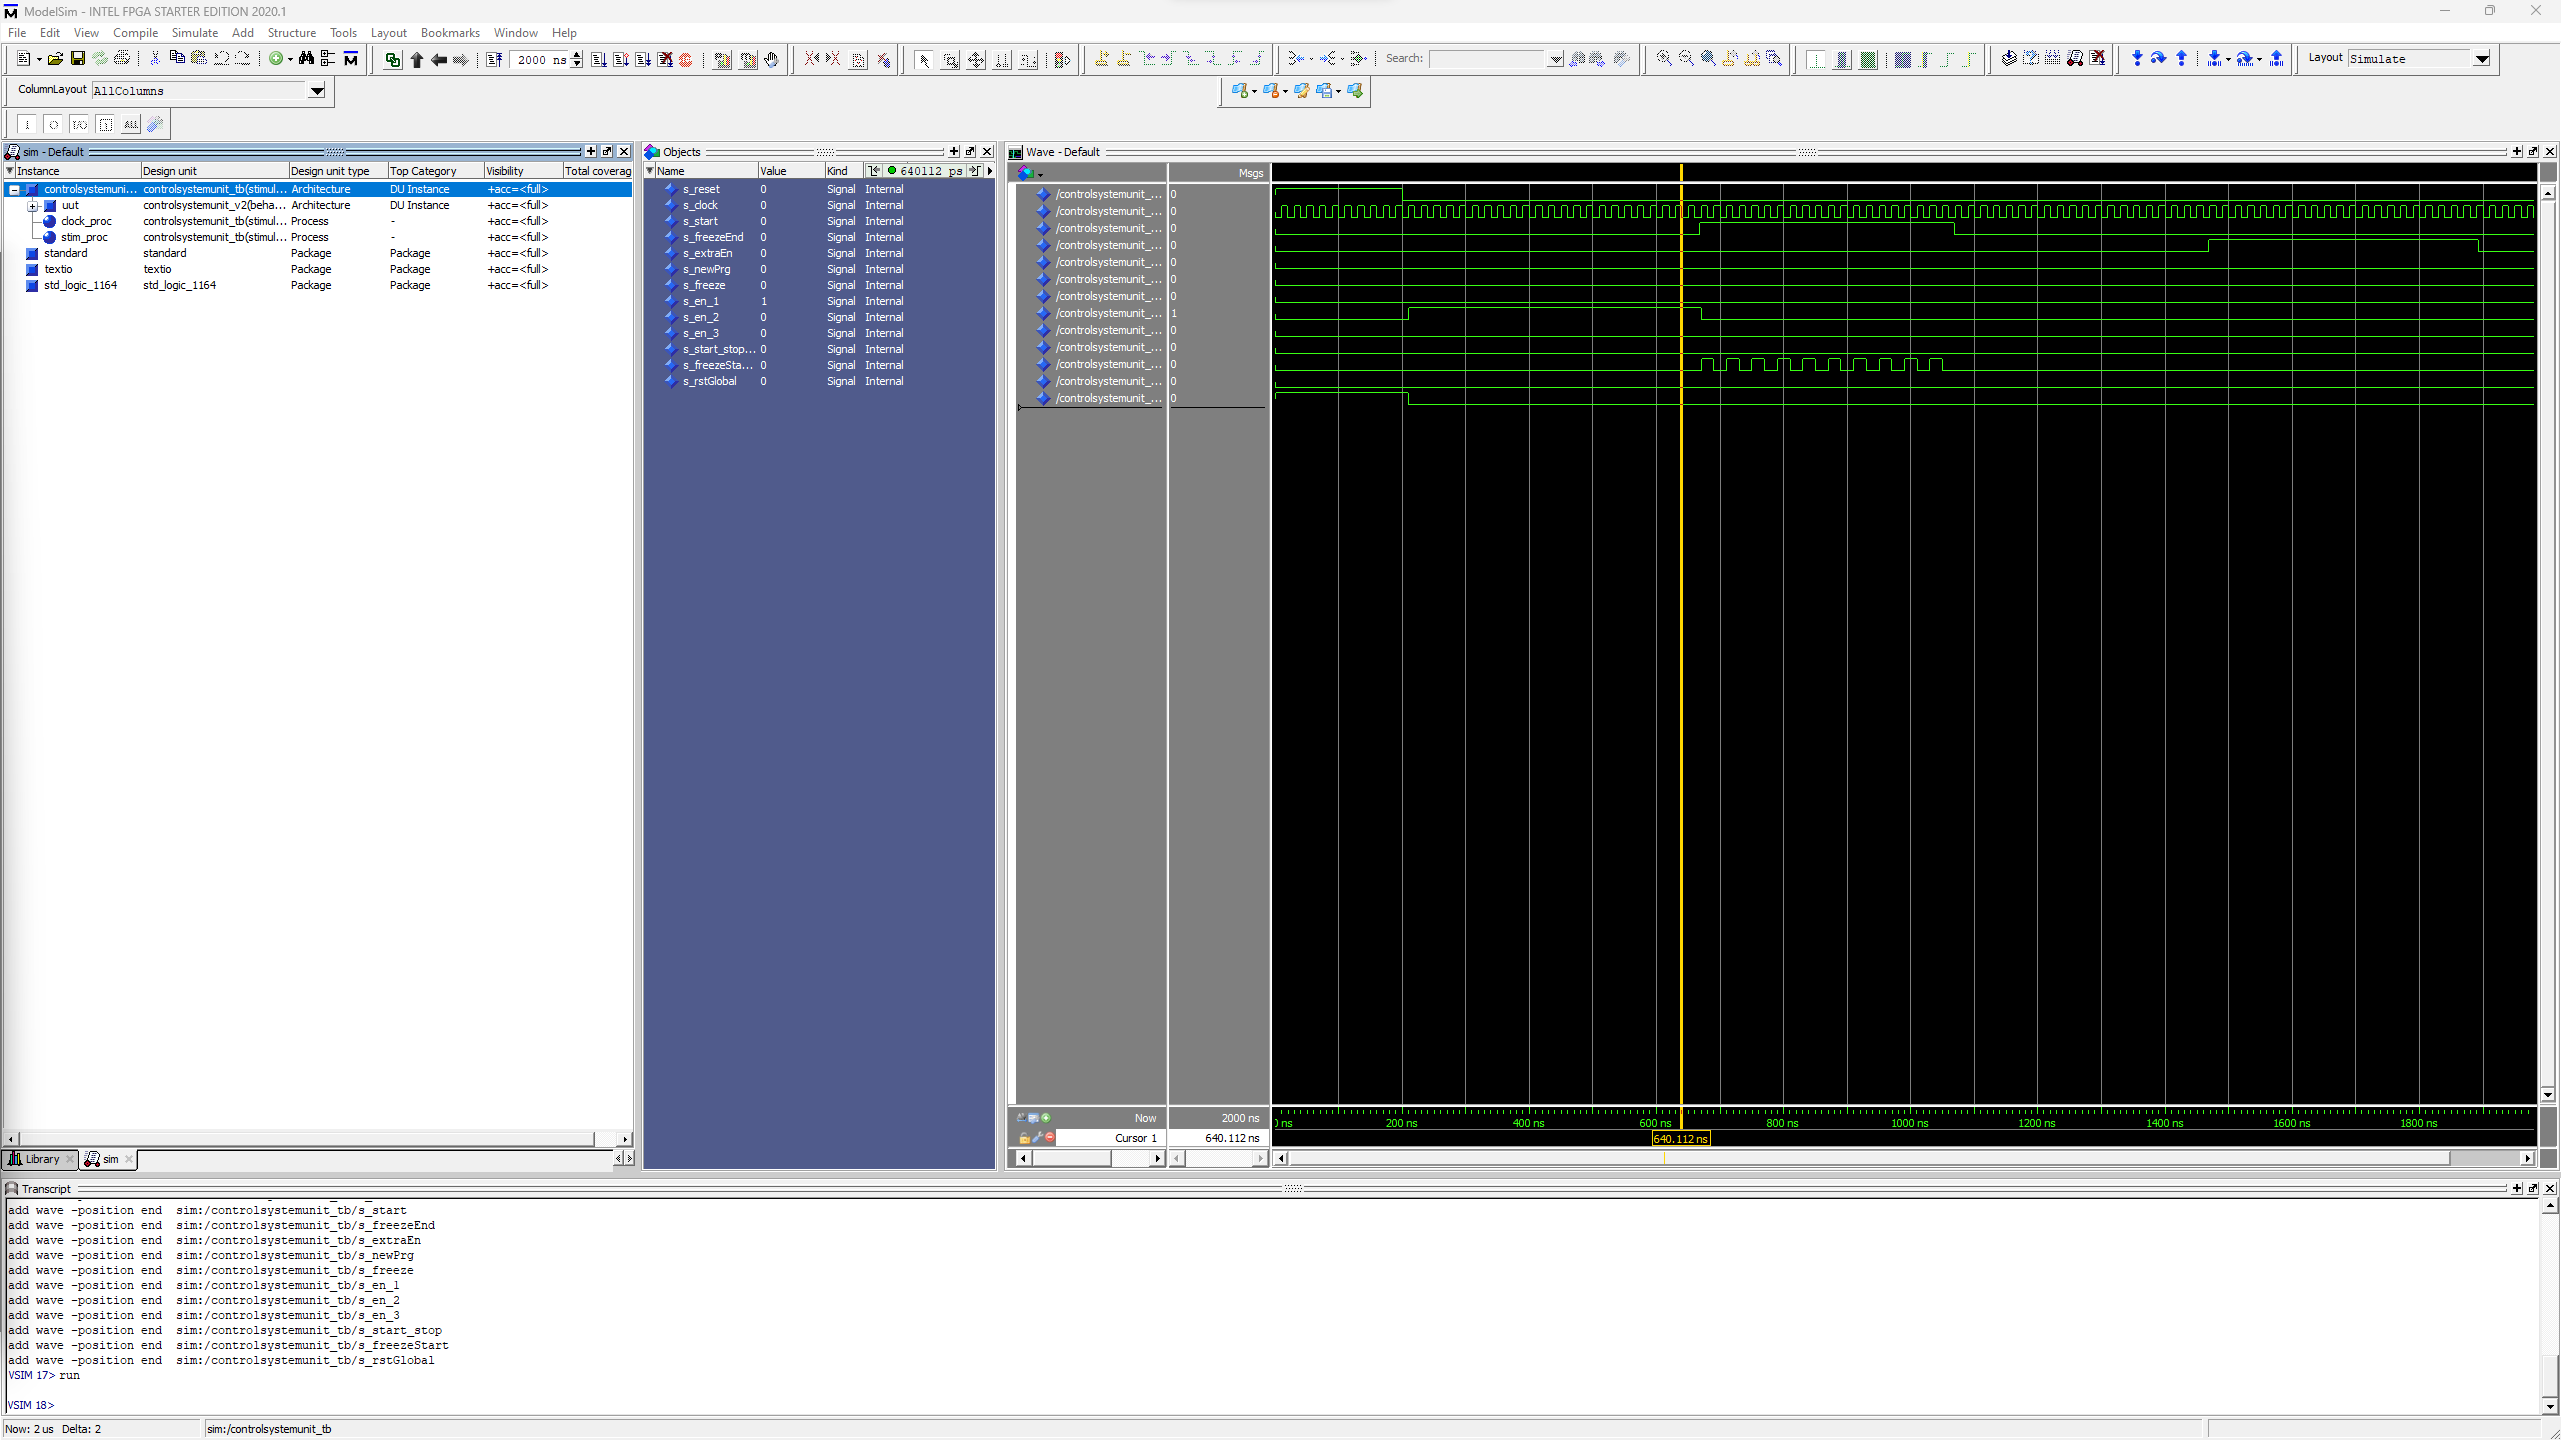 ModelSim - INTEL FPGA STARTER EDITION 2020.1
File Edit View Compile Simulate Add Structure Tools Layout Bookmarks Window Help
2000 ns
Search:
Layout Simulate
ColumnLayout AllColumns
sim - Default
Instance Design unit Design unit type Top Category Visibility Total coverag
controlsystemuni... controlsystemunit_tb(stimul... Architecture DU Instance +acc=<full>
uut controlsystemunit_v2(beha... Architecture DU Instance +acc=<full>
clock_proc controlsystemunit_tb(stimul... Process - +acc=<full>
stim_proc controlsystemunit_tb(stimul... Process - +acc=<full>
standard standard Package Package +acc=<full>
textio textio Package Package +acc=<full>
std_logic_1164 std_logic_1164 Package Package +acc=<full>
Library sim
Objects
Name Value Kind 640112 ps
s_reset 0 Signal Internal
s_clock 0 Signal Internal
s_start 0 Signal Internal
s_freezeEnd 0 Signal Internal
s_extraEn 0 Signal Internal
s_newPrg 0 Signal Internal
s_freeze 0 Signal Internal
s_en_1 1 Signal Internal
s_en_2 0 Signal Internal
s_en_3 0 Signal Internal
s_start_stop... 0 Signal Internal
s_freezeSta... 0 Signal Internal
s_rstGlobal 0 Signal Internal
Wave - Default
Msgs
/controlsystemunit_... 0
/controlsystemunit_... 0
/controlsystemunit_... 0
/controlsystemunit_... 0
/controlsystemunit_... 0
/controlsystemunit_... 0
/controlsystemunit_... 0
/controlsystemunit_... 1
/controlsystemunit_... 0
/controlsystemunit_... 0
/controlsystemunit_... 0
/controlsystemunit_... 0
/controlsystemunit_... 0
Now 2000 ns
ns 200 ns 400 ns 600 ns 800 ns 1000 ns 1200 ns 1400 ns 1600 ns 1800 ns
Cursor 1 640.112 ns
640.112 ns
Transcript
add wave -position end sim:/controlsystemunit_tb/s_start
add wave -position end sim:/controlsystemunit_tb/s_freezeEnd
add wave -position end sim:/controlsystemunit_tb/s_extraEn
add wave -position end sim:/controlsystemunit_tb/s_newPrg
add wave -position end sim:/controlsystemunit_tb/s_freeze
add wave -position end sim:/controlsystemunit_tb/s_en_1
add wave -position end sim:/controlsystemunit_tb/s_en_2
add wave -position end sim:/controlsystemunit_tb/s_en_3
add wave -position end sim:/controlsystemunit_tb/s_start_stop
add wave -position end sim:/controlsystemunit_tb/s_freezeStart
add wave -position end sim:/controlsystemunit_tb/s_rstGlobal
VSIM 17> run
VSIM 18>
Now: 2 us Delta: 2
sim:/controlsystemunit_tb